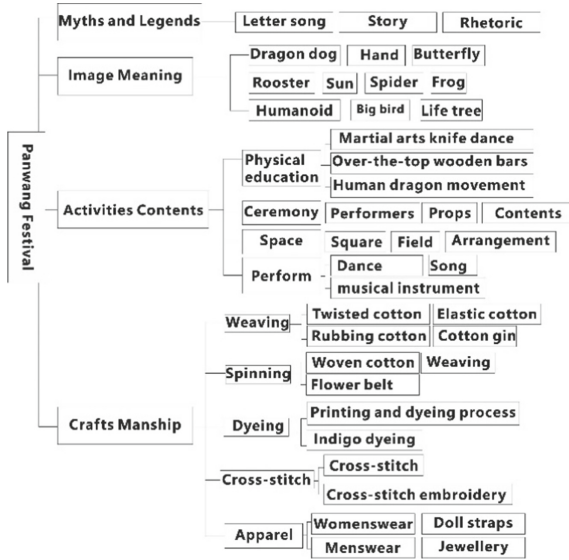 Myths and Legends Letter song Story Rhetoric
Image Meaning
Dragon dog Hand Butterfly
Rooster Sun Spider Frog
Humanoid Big bird Life tree
Panwang Festival
Activities Contents
Physical education
Martial arts knife dance
Over-the-top wooden bars
Human dragon movement
Ceremony Performers Props Contents
Space Square Field Arrangement
Perform
Dance Song
musical instrument
Crafts Manship
Weaving
Twisted cotton Elastic cotton
Rubbing cotton Cotton gin
Spinning
Woven cotton Weaving
Flower belt
Dyeing
Printing and dyeing process
Indigo dyeing
Cross-stitch
Cross-stitch
Cross-stitch embroidery
Apparel
Womenswear Doll straps
Menswear Jewellery